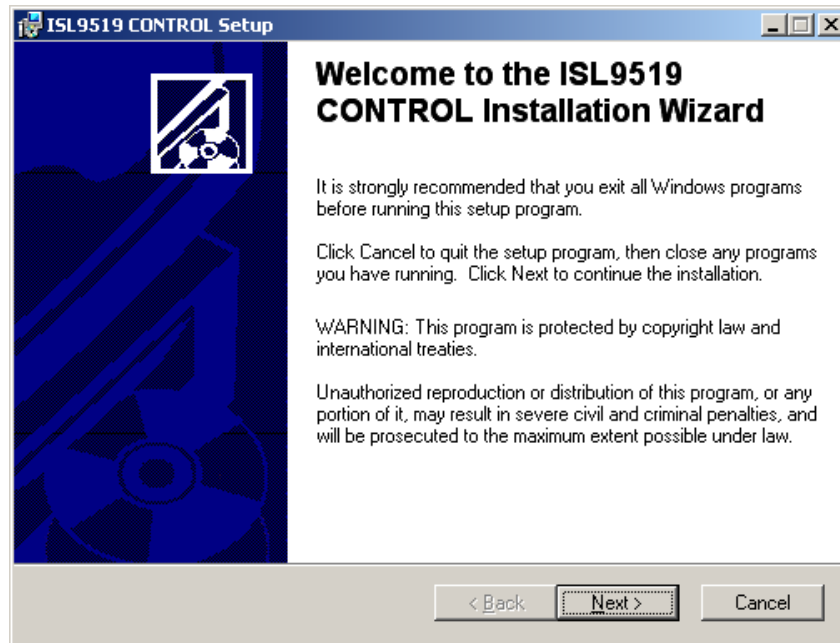 ISL9519 CONTROL Setup
Welcome to the ISL9519
CONTROL Installation Wizard
It is strongly recommended that you exit all Windows programs
before running this setup program.
Click Cancel to quit the setup program, then close any programs
you have running.  Click Next to continue the installation.
WARNING: This program is protected by copyright law and
international treaties.
Unauthorized reproduction or distribution of this program, or any
portion of it, may result in severe civil and criminal penalties, and
will be prosecuted to the maximum extent possible under law.
< Back Next > Cancel